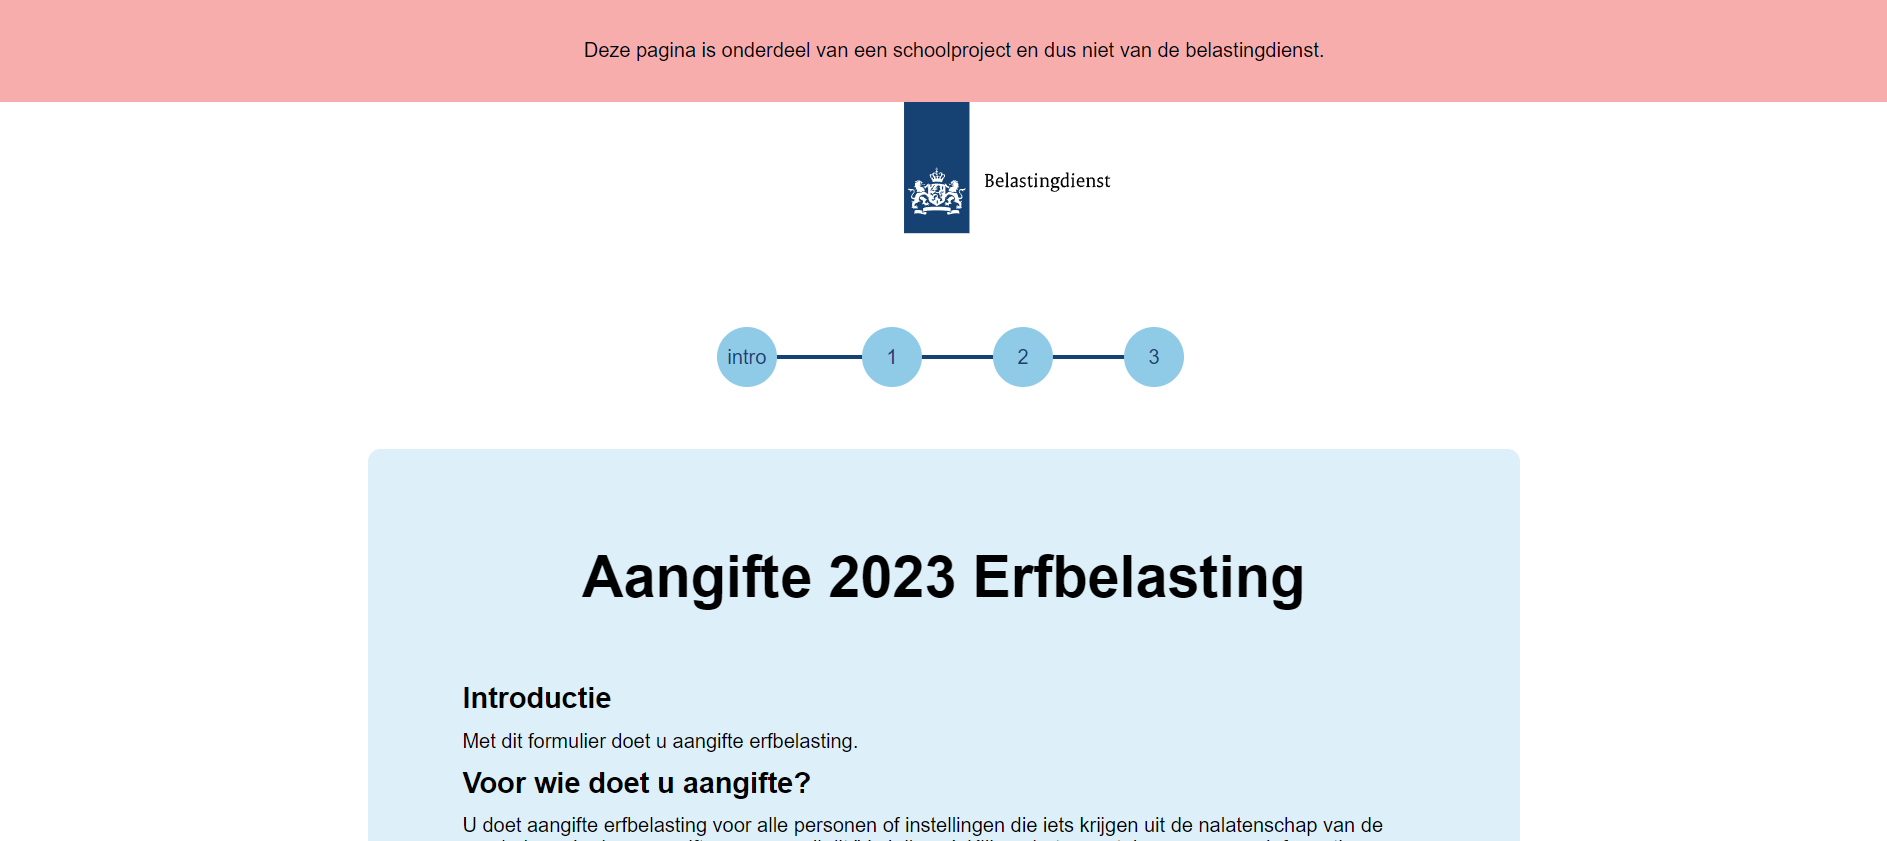 Deze pagina is onderdeel van een schoolproject en dus niet van de belastingdienst.
Belastingdienst
intro
1
2
3
Aangifte 2023 Erfbelasting
Introductie
Met dit formulier doet u aangifte erfbelasting.
Voor wie doet u aangifte?
U doet aangifte erfbelasting voor alle personen of instellingen die iets krijgen uit de nalatenschap van de